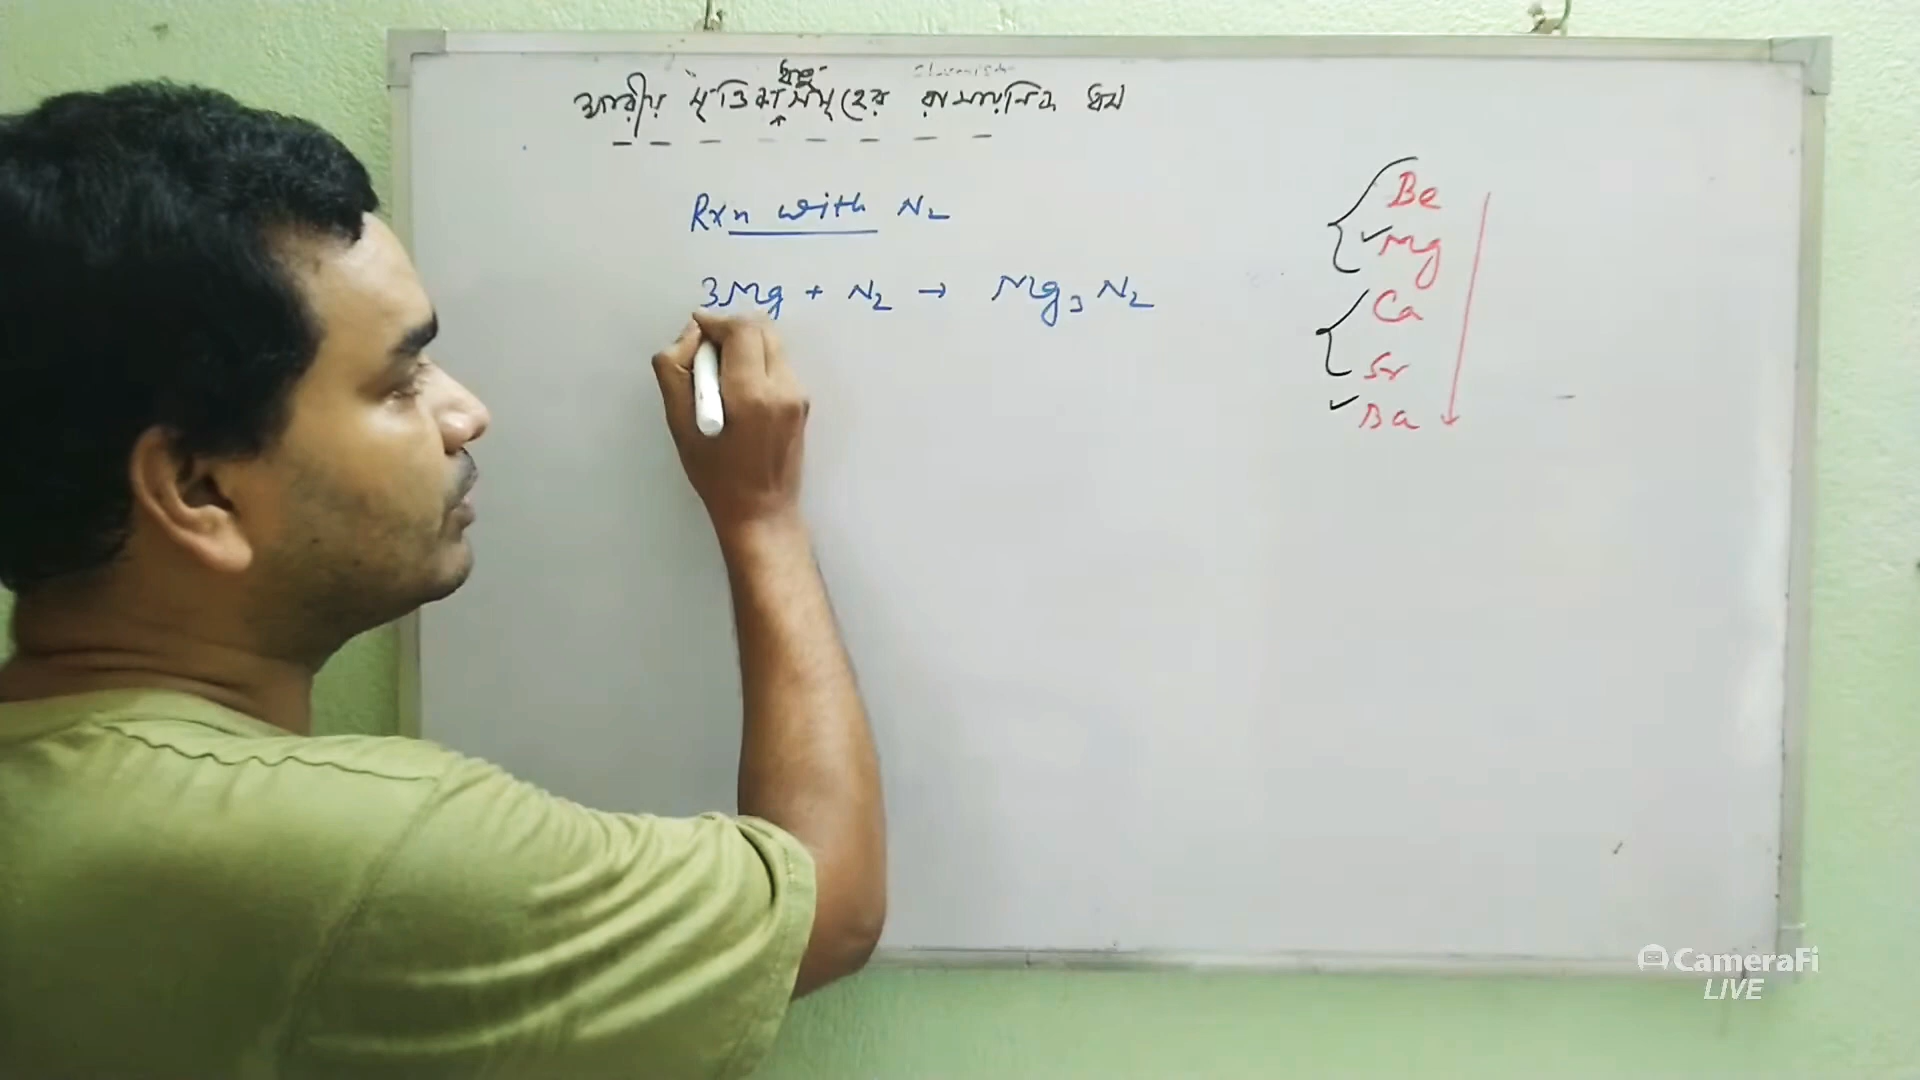 ক্ষারীয় মৃত্তিকা ধাতু সমূহের রাসায়নিক ধর্ম
Rxn with N2
3Mg + N2 → Mg3N2
Be
✓Mg
Ca
Sr
✓Ba
CameraFi
LIVE